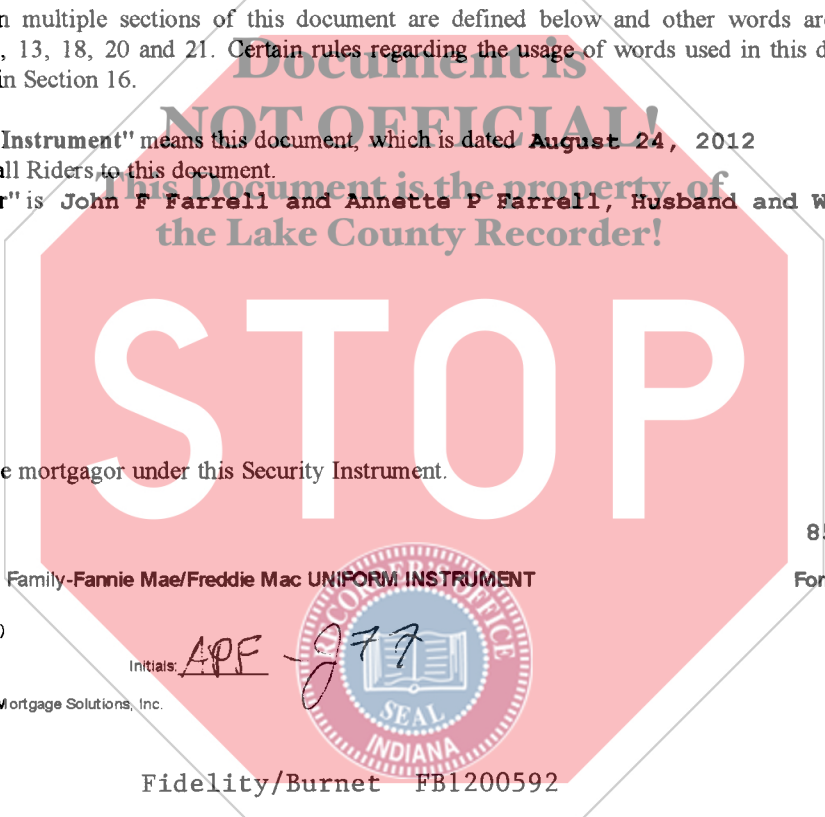 n multiple sections of this document are defined below and other words are
, 13, 18, 20 and 21. Certain rules regarding the usage of words used in this d
in Section 16.
Document is
NOT OFFICIAL!
Instrument" means this document, which is dated August 24, 2012
all Riders to this document.
This Document is the property of
r" is John F Farrell and Annette P Farrell, Husband and W
the Lake County Recorder!
STOP
e mortgagor under this Security Instrument.
85
Family-Fannie Mae/Freddie Mac UNIFORM INSTRUMENT
For
)
Initials: APF - JFF
Mortgage Solutions, Inc.
RECORDER'S OFFICE
SEAL
INDIANA
Fidelity/Burnet FB1200592